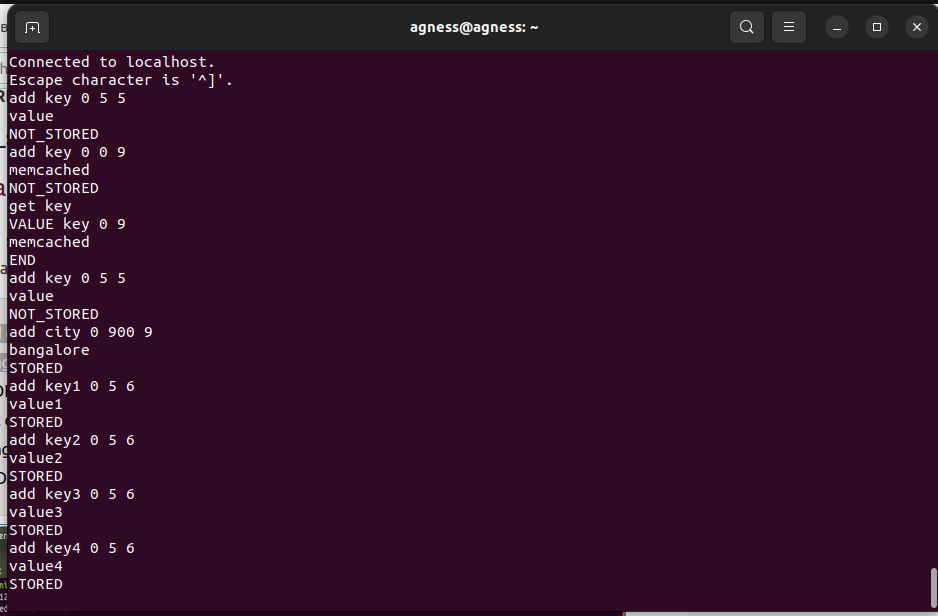 agness@agness: ~
Connected to localhost.
Escape character is '^]'.
add key 0 5 5
value
NOT_STORED
add key 0 0 9
memcached
NOT_STORED
get key
VALUE key 0 9
memcached
END
add key 0 5 5
value
NOT_STORED
add city 0 900 9
bangalore
STORED
add key1 0 5 6
value1
STORED
add key2 0 5 6
value2
STORED
add key3 0 5 6
value3
STORED
add key4 0 5 6
value4
STORED